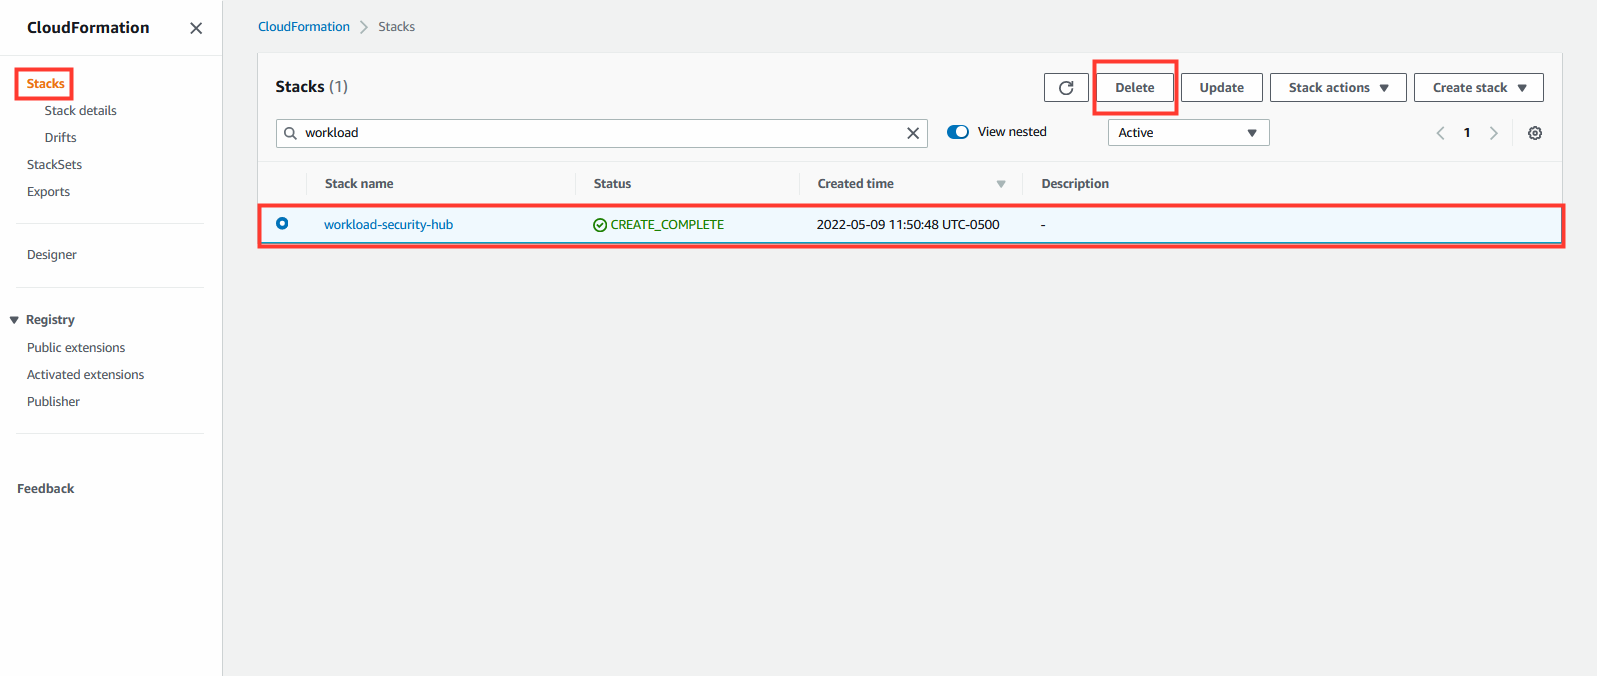 CloudFormation
Stacks
Stack details
Drifts
StackSets
Exports
Designer
Registry
Public extensions
Activated extensions
Publisher
Feedback
CloudFormation > Stacks
Stacks (1)
Delete
Update
Stack actions
Create stack
workload
View nested
Active
1
Stack name Status Created time Description
workload-security-hub CREATE_COMPLETE 2022-05-09 11:50:48 UTC-0500 -